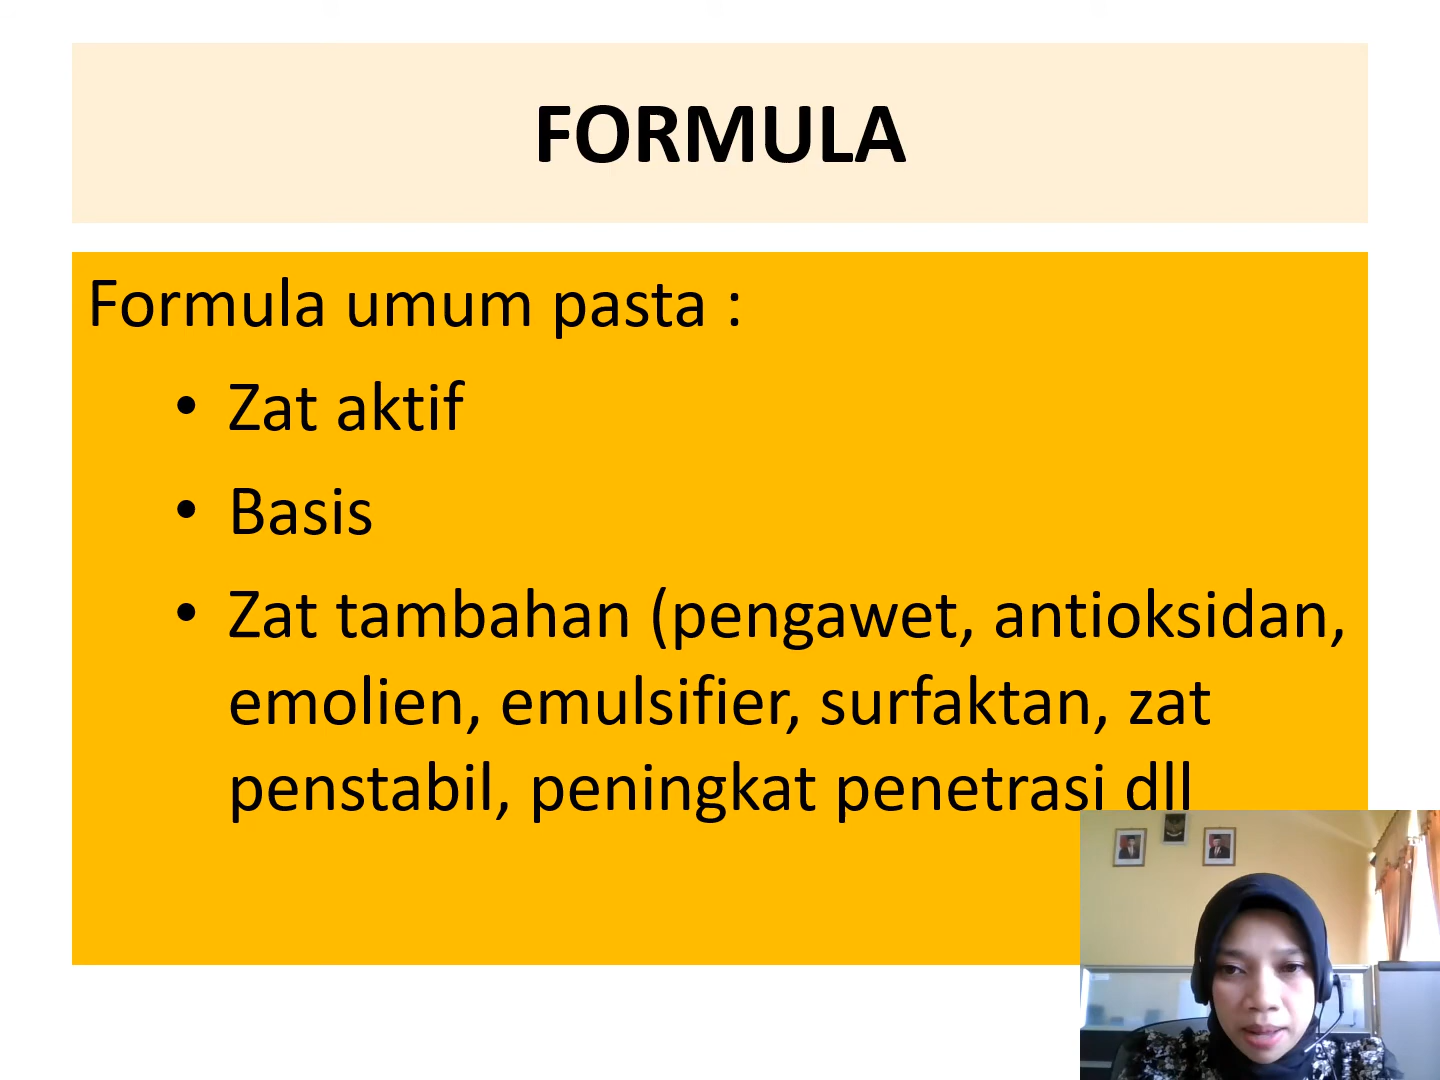 FORMULA
Formula umum pasta :
• Zat aktif
• Basis
• Zat tambahan (pengawet, antioksidan,
emolien, emulsifier, surfaktan, zat
penstabil, peningkat penetrasi dll